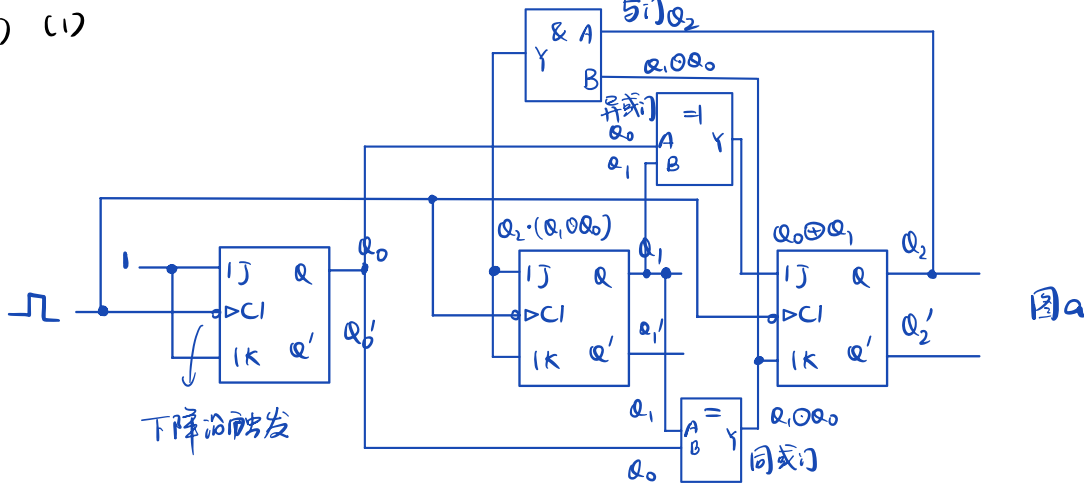 ) (1)
与门 Q₂
& A
Y
B
Q₁⊙Q₀
异或门
=1
Q₀
A
Y
Q₁
B
Q₂·(Q₁⊙Q₀)
Q₀⊕Q₁
Q₀
Q₁
Q₂
1
1J Q
1J Q
1J Q
C1
C1
C1
图a
Q₀'
Q₁'
Q₂'
1K Q'
1K Q'
1K Q'
下降沿触发
Q₁
=
A
Y
B
Q₁⊙Q₀
同或门
Q₀